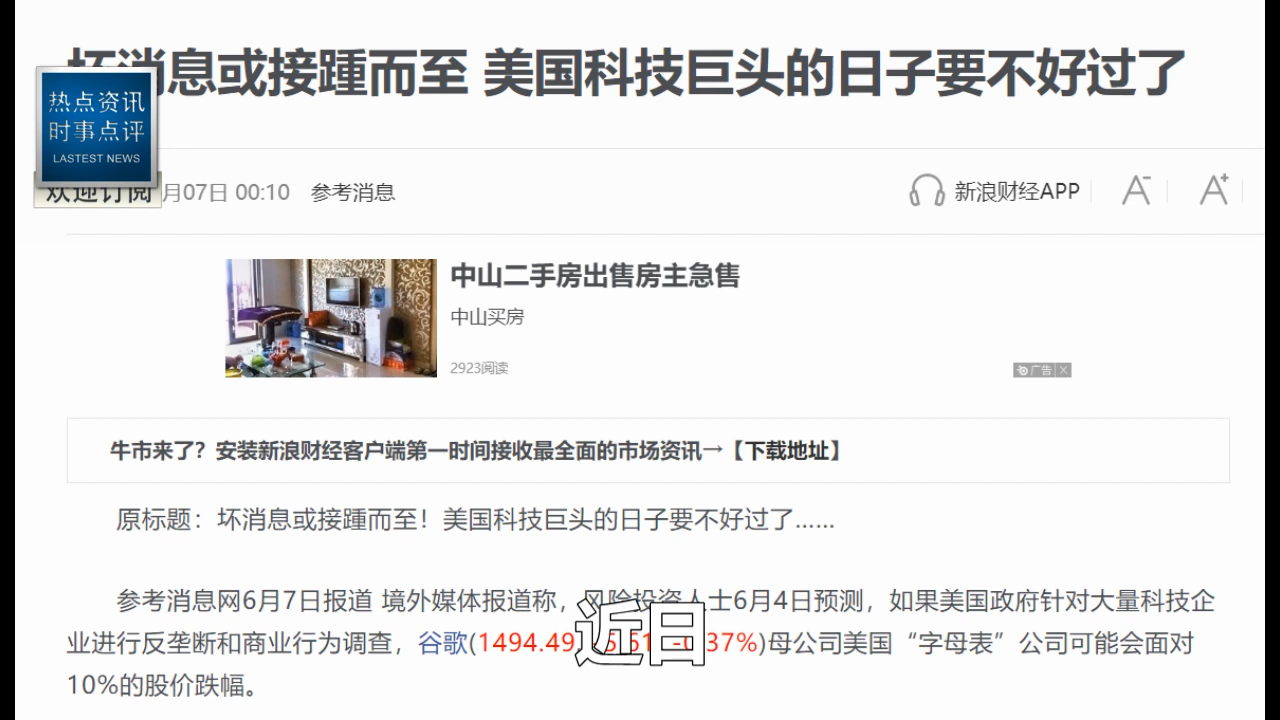 坏消息或接踵而至 美国科技巨头的日子要不好过了
热点资讯
时事点评
LASTEST NEWS
欢迎订阅
月07日 00:10 参考消息
新浪财经APP
A- A+
中山二手房出售房主急售
中山买房
2923阅读
广告
牛市来了？安装新浪财经客户端第一时间接收最全面的市场资讯→【下载地址】
原标题：坏消息或接踵而至！美国科技巨头的日子要不好过了……
参考消息网6月7日报道 境外媒体报道称，风险投资人士6月4日预测，如果美国政府针对大量科技企
业进行反垄断和商业行为调查，谷歌(1494.49 37%)母公司美国“字母表”公司可能会面对
10%的股价跌幅。
近日